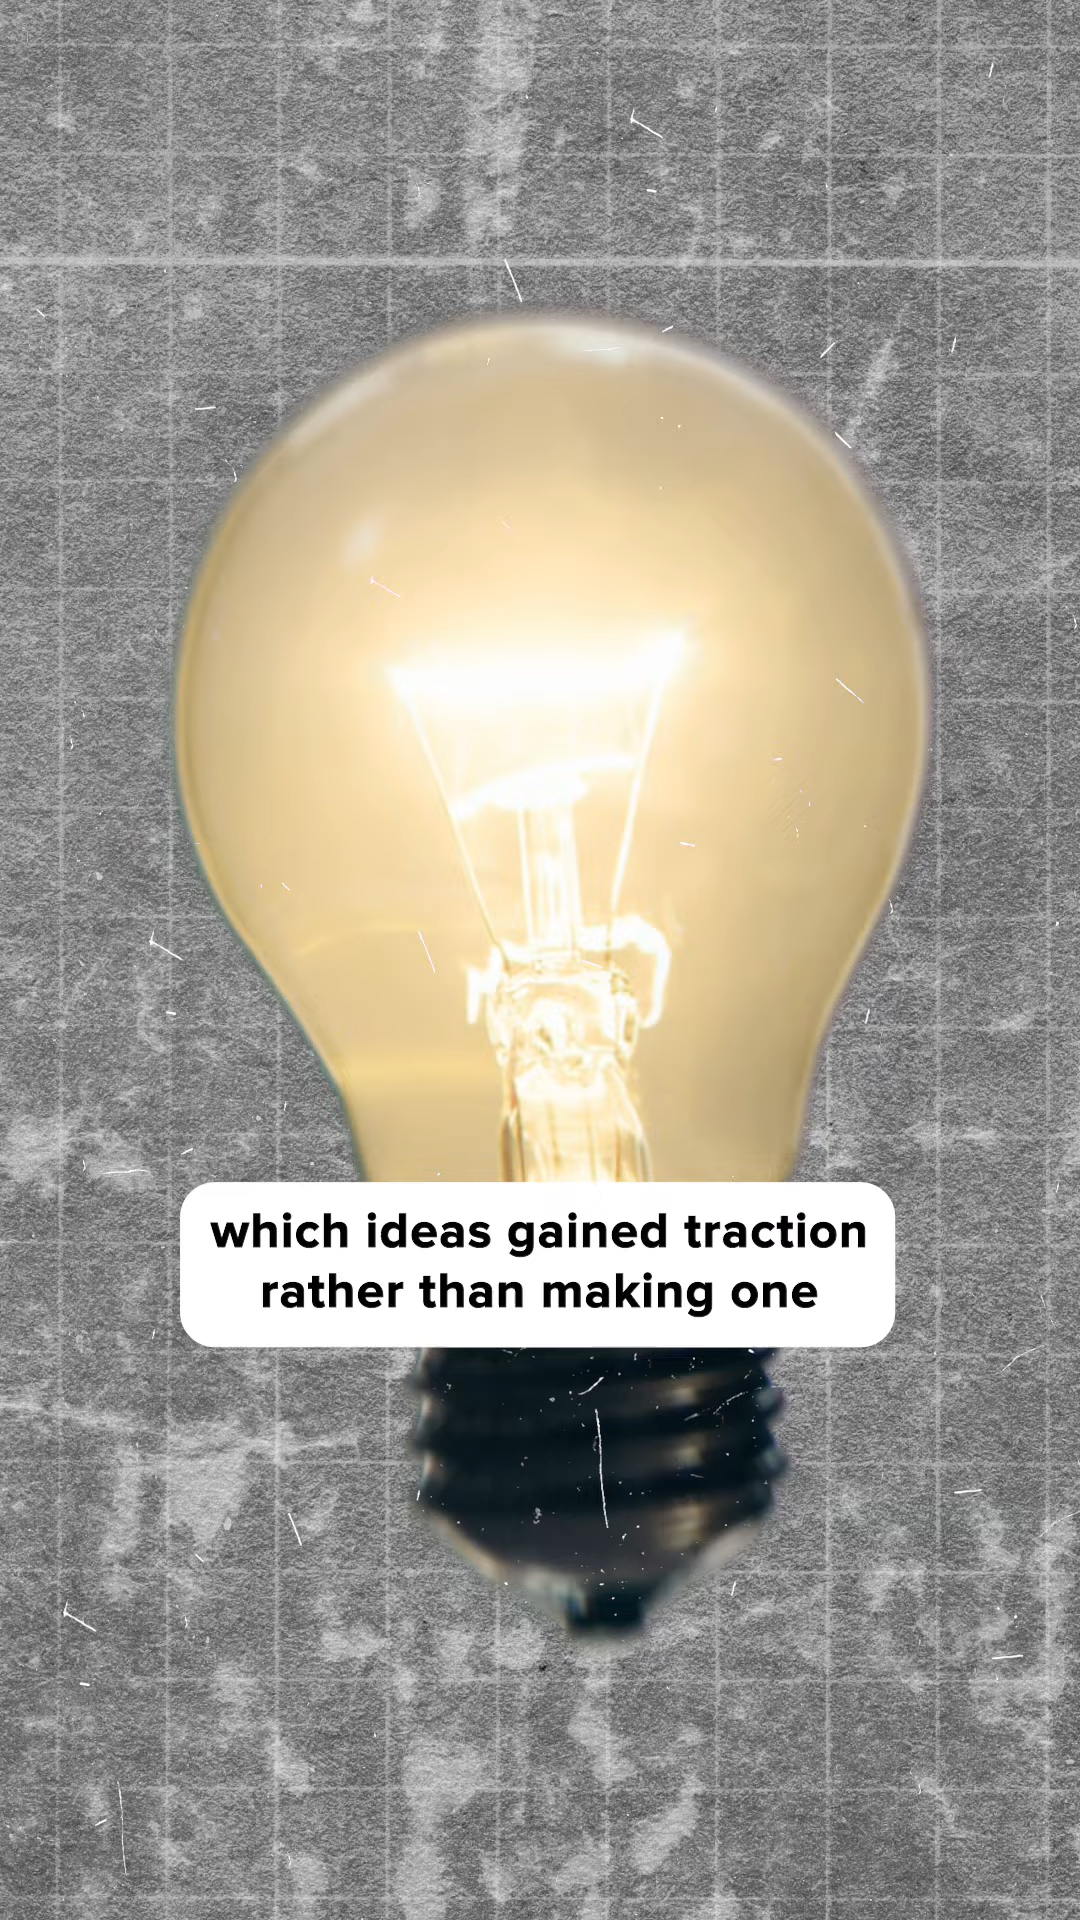 which ideas gained traction
rather than making one